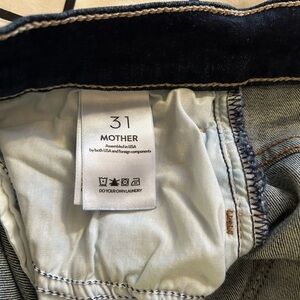 31
MOTHER
Assembled in USA
by both USA and foreign components
DO YOUR OWN LAUNDRY